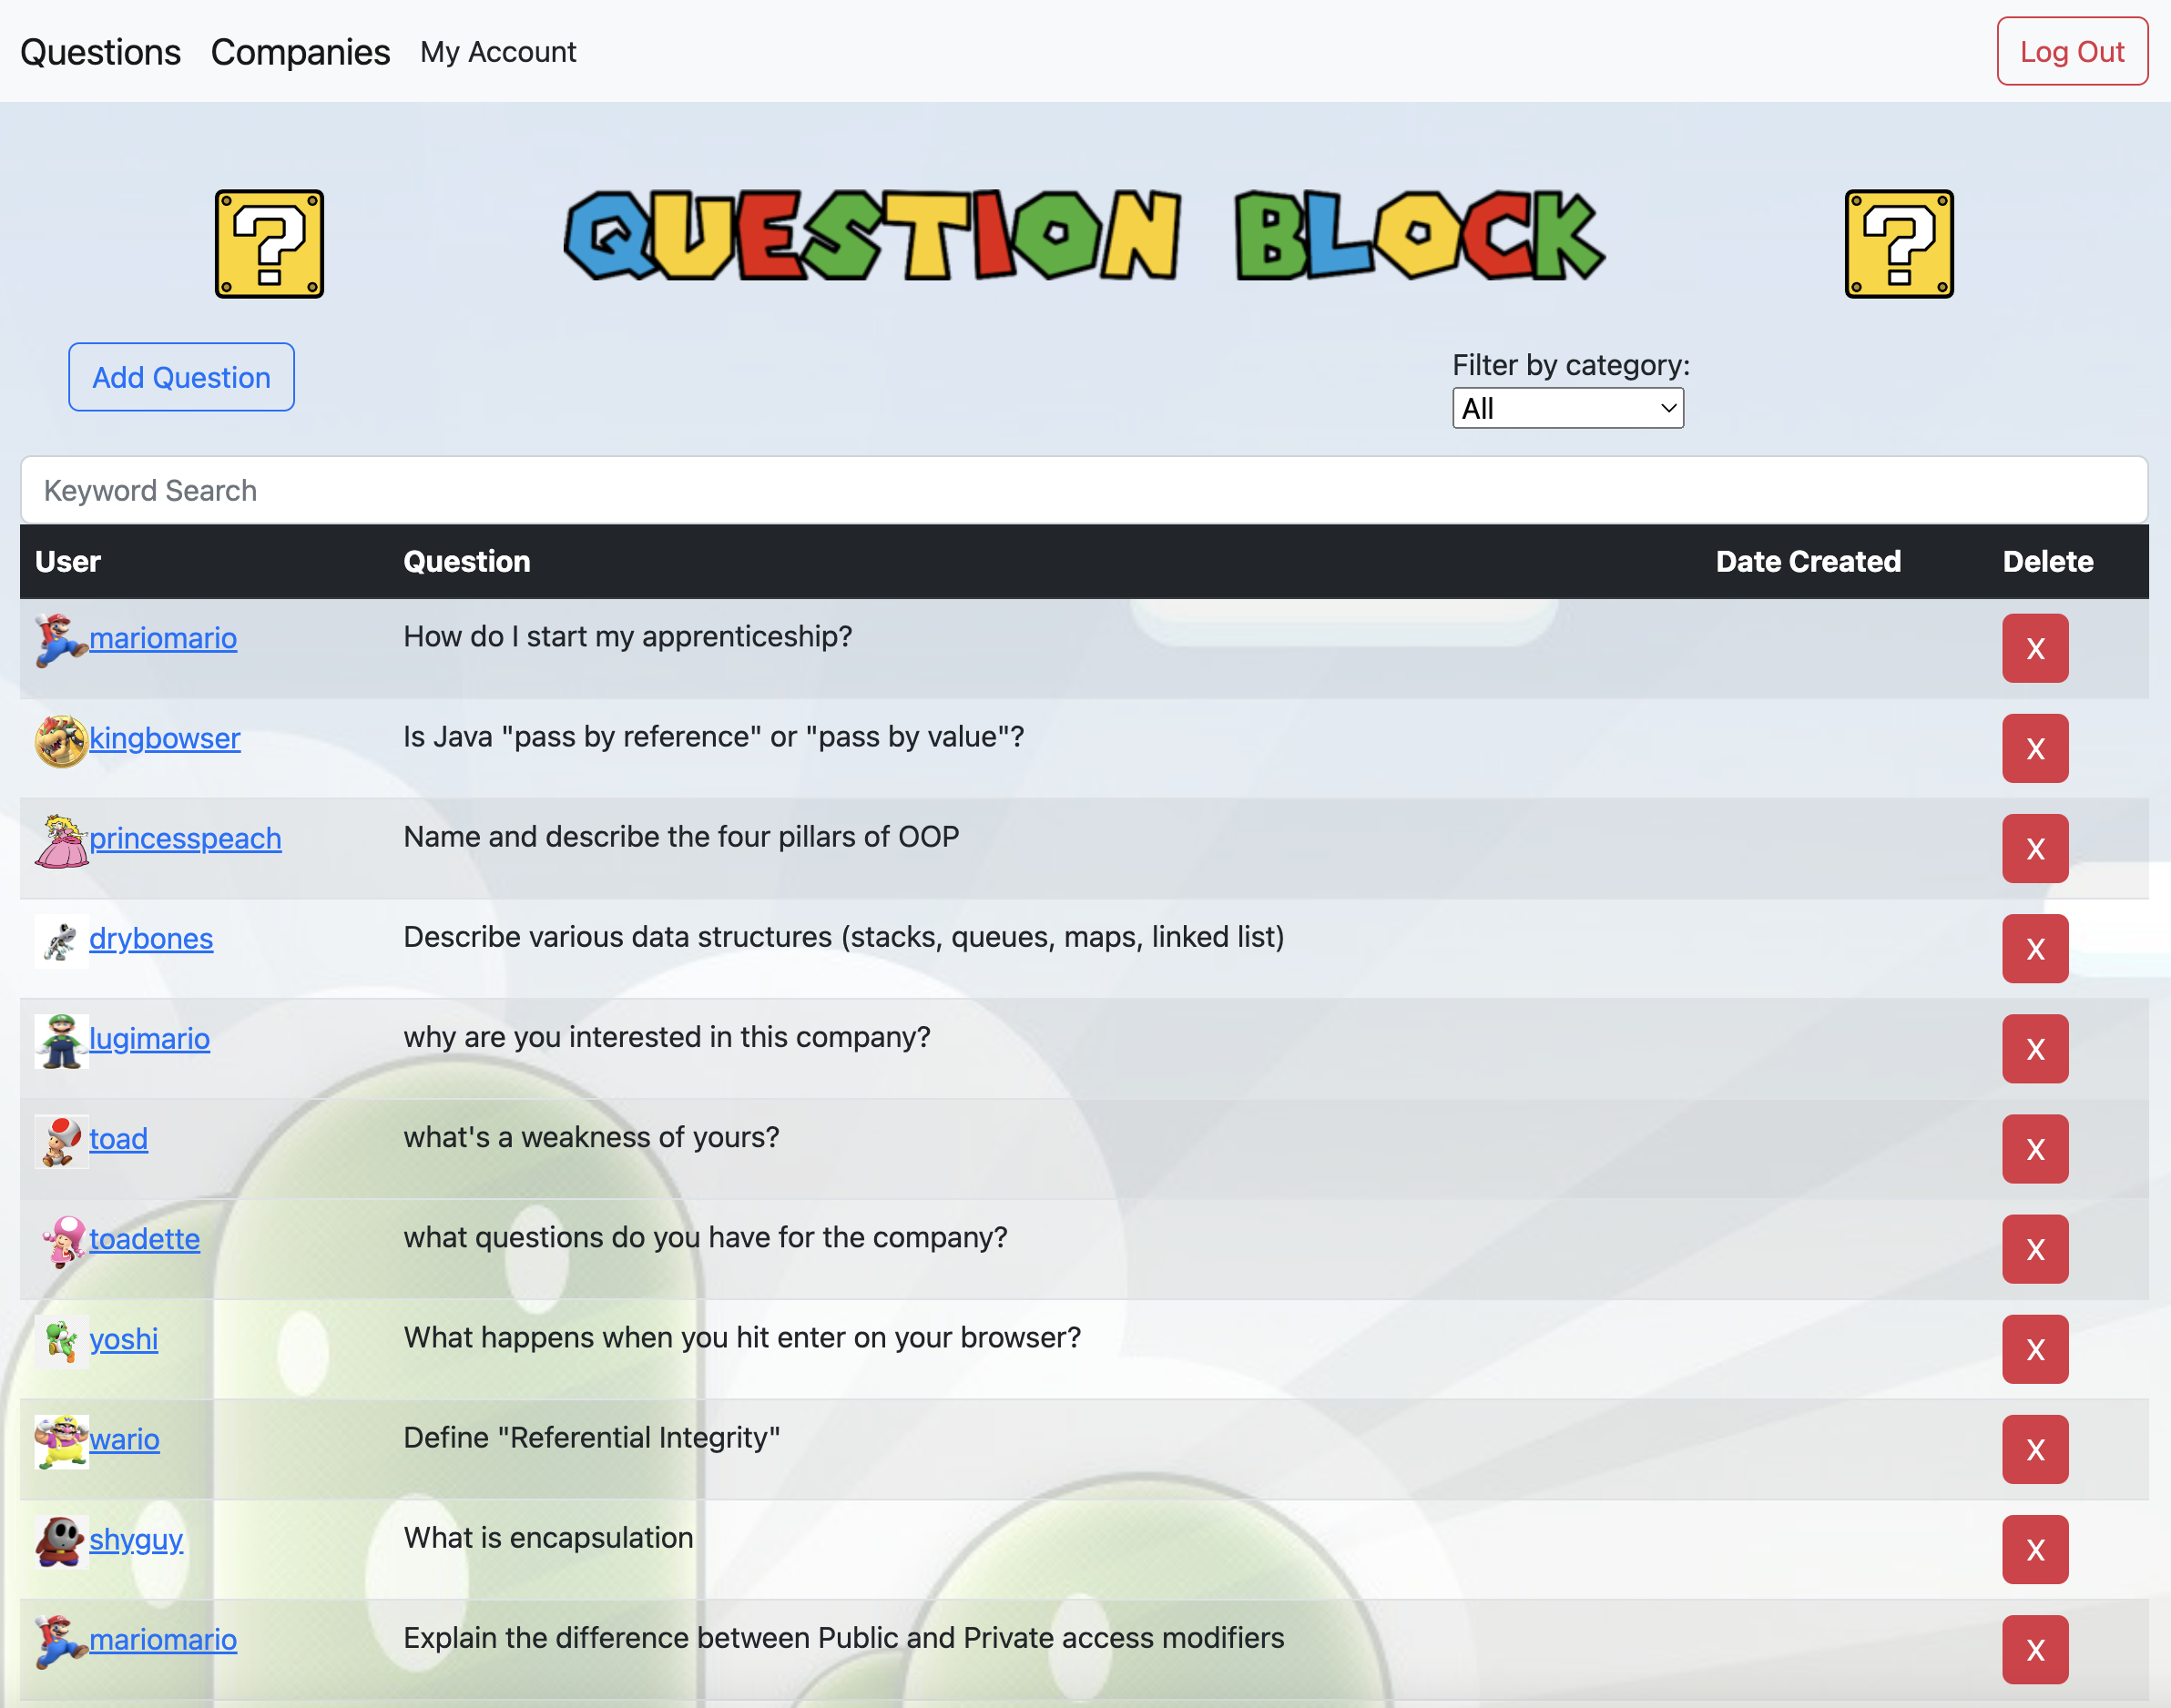 Questions Companies My Account Log Out
? QUESTION BLOCK ?
Add Question
Filter by category:
All
Keyword Search
User Question Date Created Delete
mariomario How do I start my apprenticeship? X
kingbowser Is Java "pass by reference" or "pass by value"? X
princesspeach Name and describe the four pillars of OOP X
drybones Describe various data structures (stacks, queues, maps, linked list) X
lugimario why are you interested in this company? X
toad what's a weakness of yours? X
toadette what questions do you have for the company? X
yoshi What happens when you hit enter on your browser? X
wario Define "Referential Integrity" X
shyguy What is encapsulation X
mariomario Explain the difference between Public and Private access modifiers X